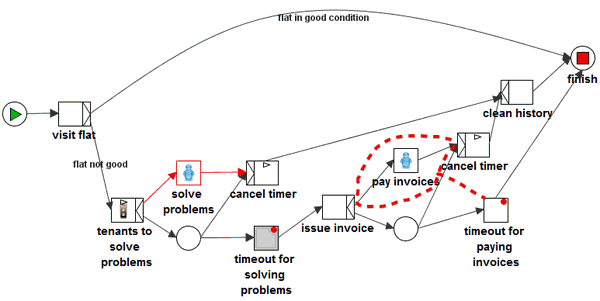 flat in good condition
finish
clean history
visit flat
cancel timer
flat not good
pay invoices
solve
problems
cancel timer
tenants to
solve
problems
issue invoice
timeout for
solving
problems
timeout for
paying
invoices